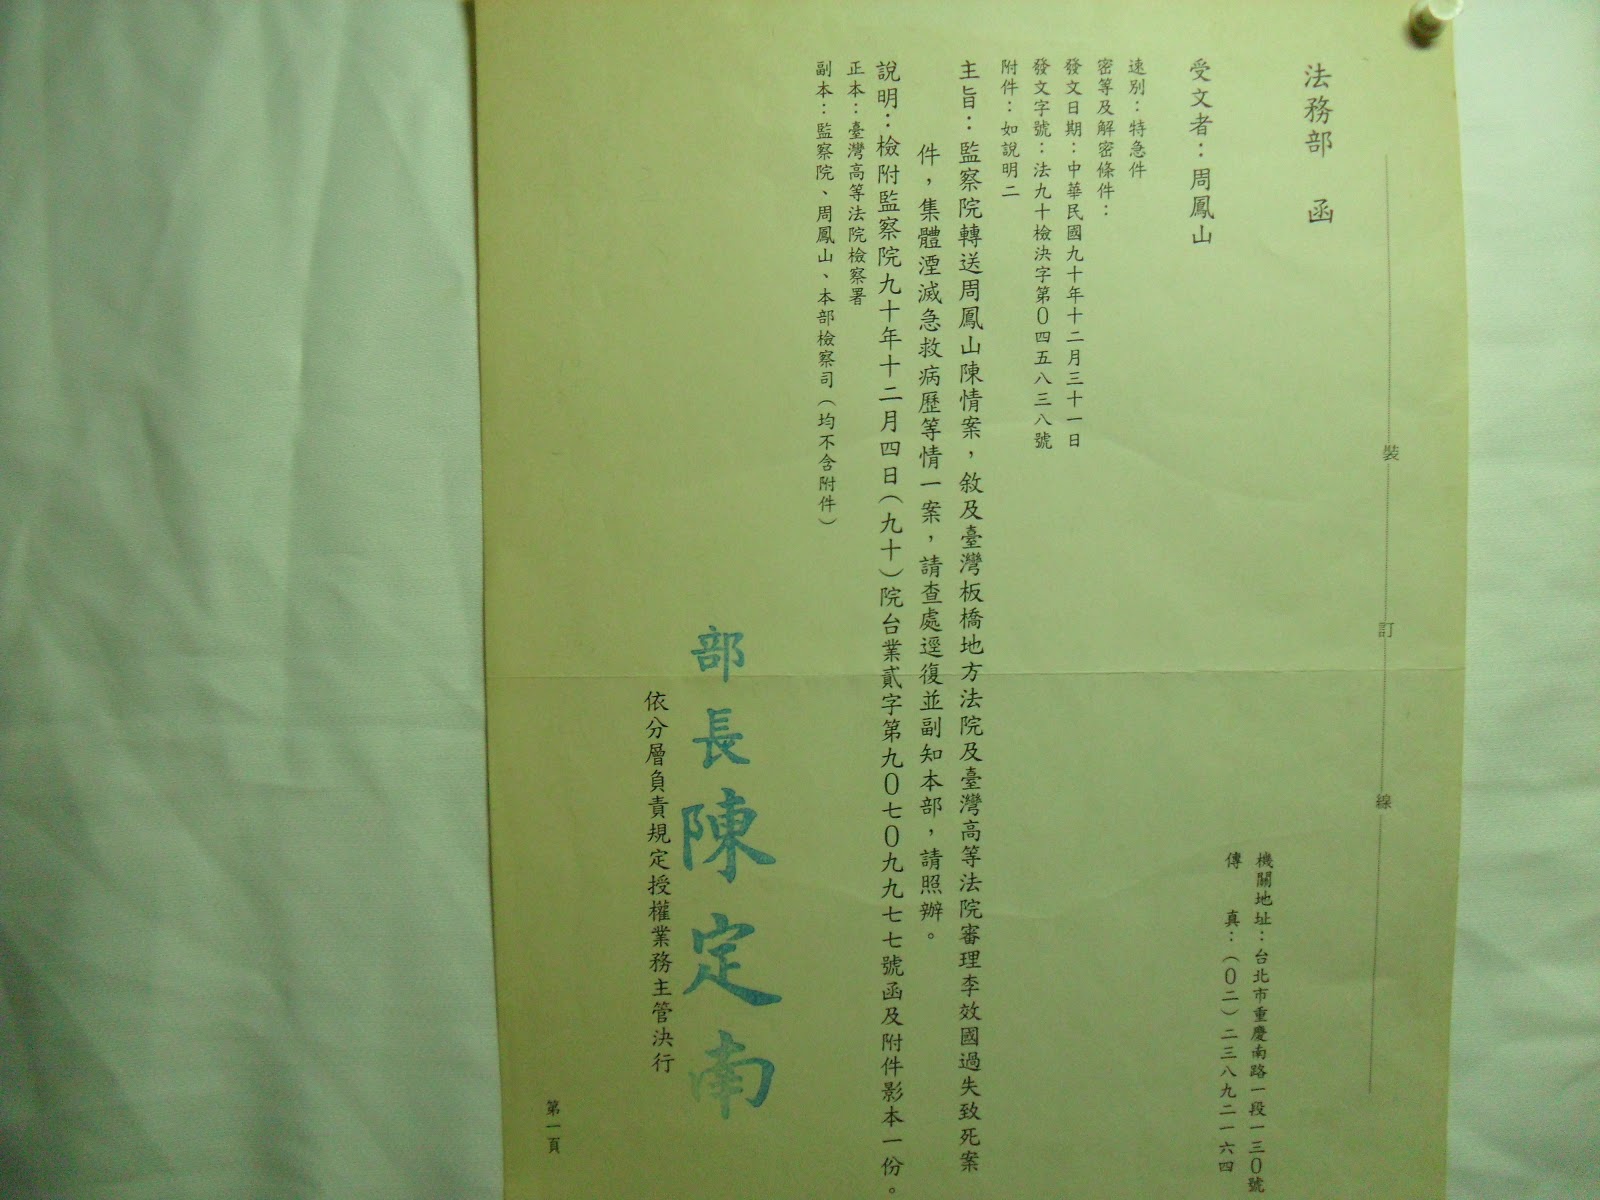 法務部　函
機關地址：台北市重慶南路一段一三０號
傳　　真：（０二）二三八九二一六四
受文者：周鳳山
速別：特急件
密等及解密條件：
發文日期：中華民國九十年十二月三十一日
發文字號：法九十檢決字第０四五八三八號
附件：如說明二
主旨：監察院轉送周鳳山陳情案，敘及臺灣板橋地方法院及臺灣高等法院審理李效國過失致死案
件，集體湮滅急救病歷等情一案，請查處逕復並副知本部，請照辦。
說明：檢附監察院九十年十二月四日（九十）院台業貳字第九０七０九九七七號函及附件影本一份。
正本：臺灣高等法院檢察署
副本：監察院、周鳳山、本部檢察司（均不含附件）
部長陳定南
依分層負責規定授權業務主管決行
第一頁
裝
訂
線